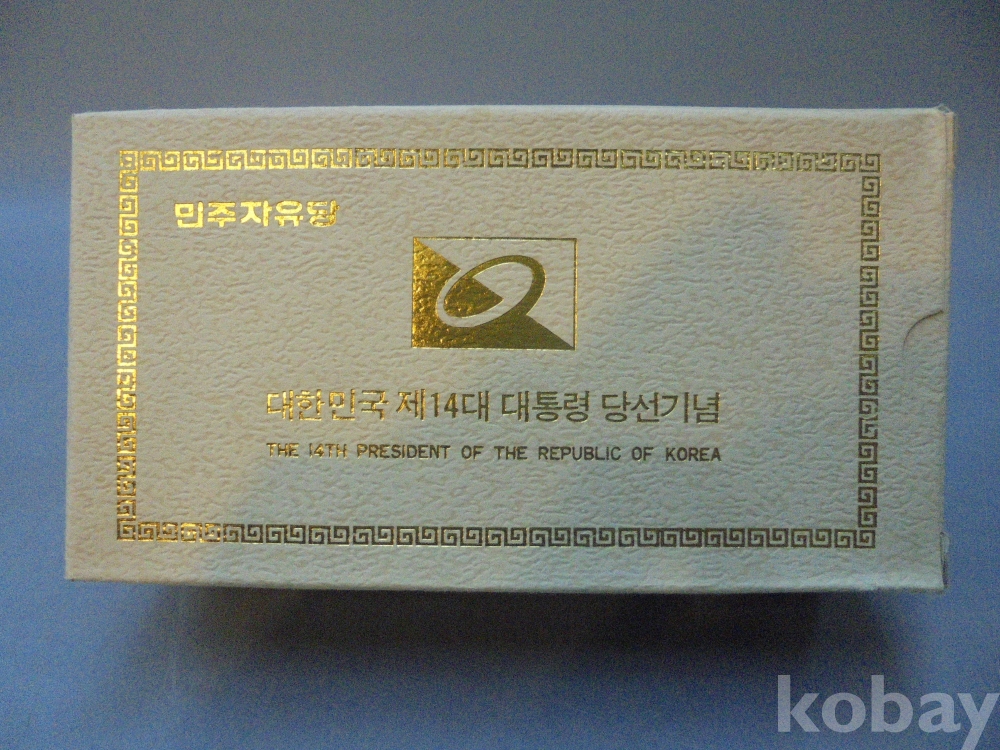 민주자유당
대한민국 제14대 대통령 당선기념
THE 14TH PRESIDENT OF THE REPUBLIC OF KOREA
kobay